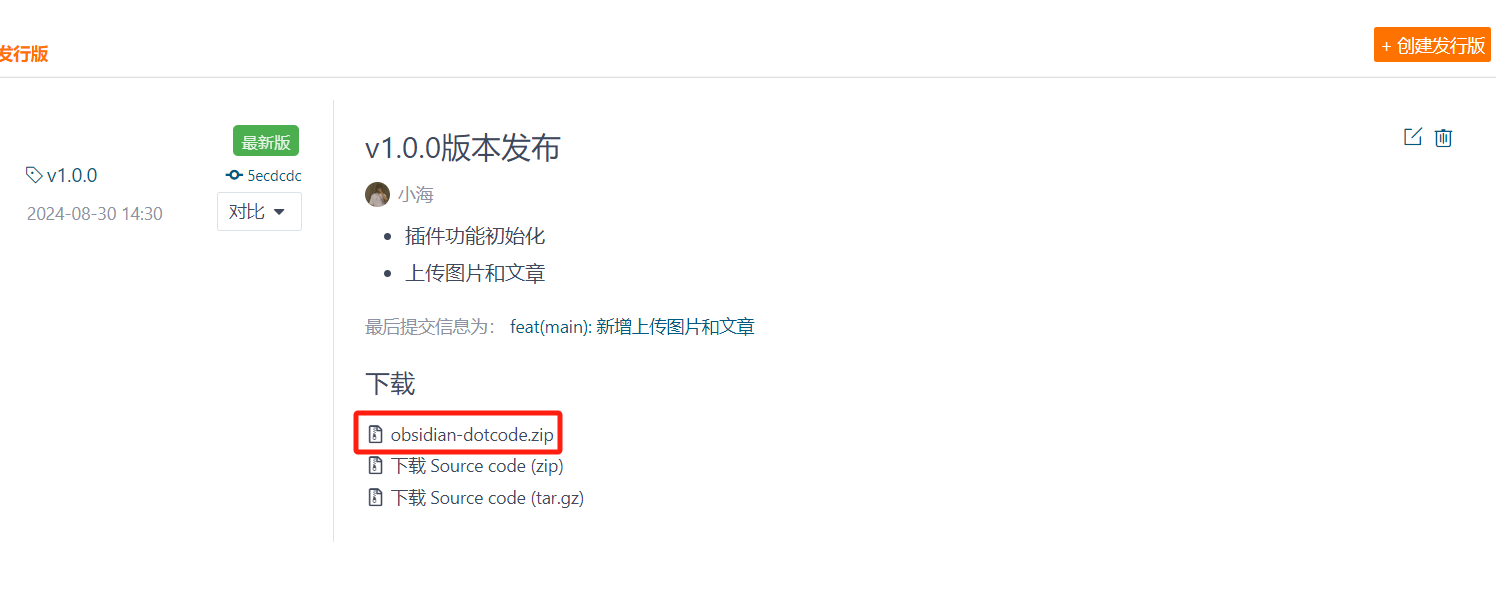 发行版
+ 创建发行版
最新版
v1.0.0
5ecdcdc
2024-08-30 14:30
对比
v1.0.0版本发布
小海
插件功能初始化
上传图片和文章
最后提交信息为: feat(main): 新增上传图片和文章
下载
obsidian-dotcode.zip
下载 Source code (zip)
下载 Source code (tar.gz)